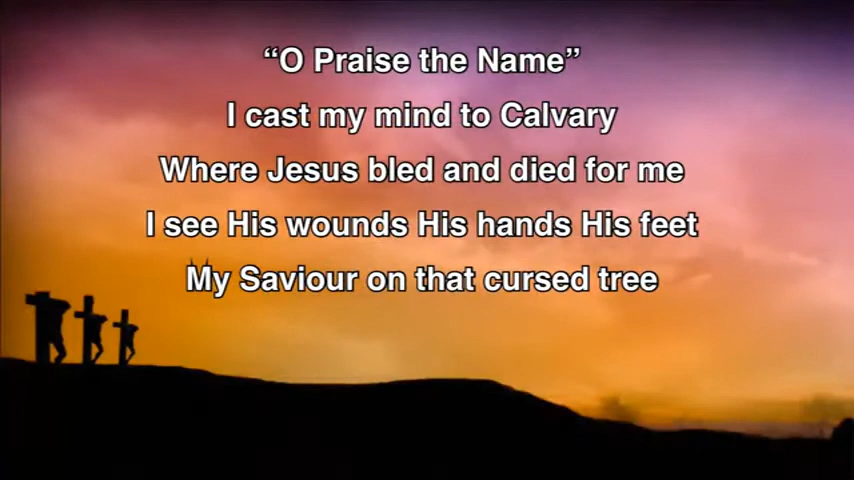 “O Praise the Name”
I cast my mind to Calvary
Where Jesus bled and died for me
I see His wounds His hands His feet
My Saviour on that cursed tree